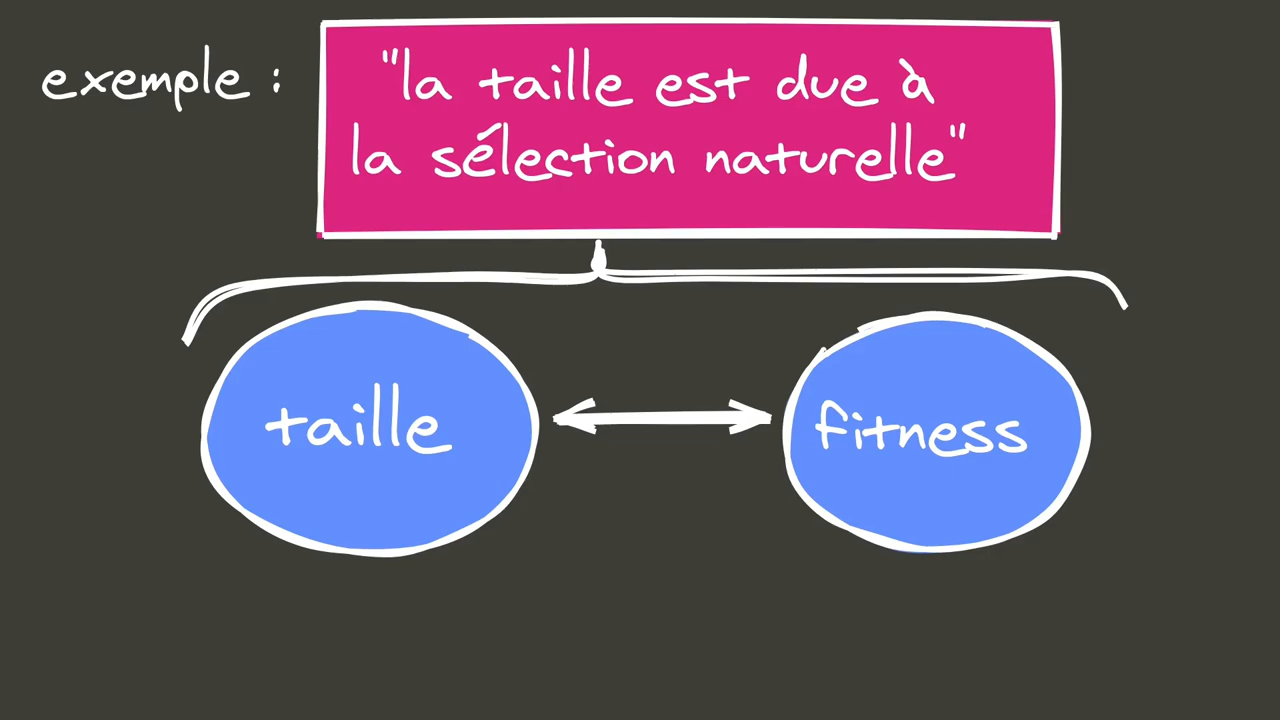 exemple :
"la taille est due à
la sélection naturelle"
taille
fitness